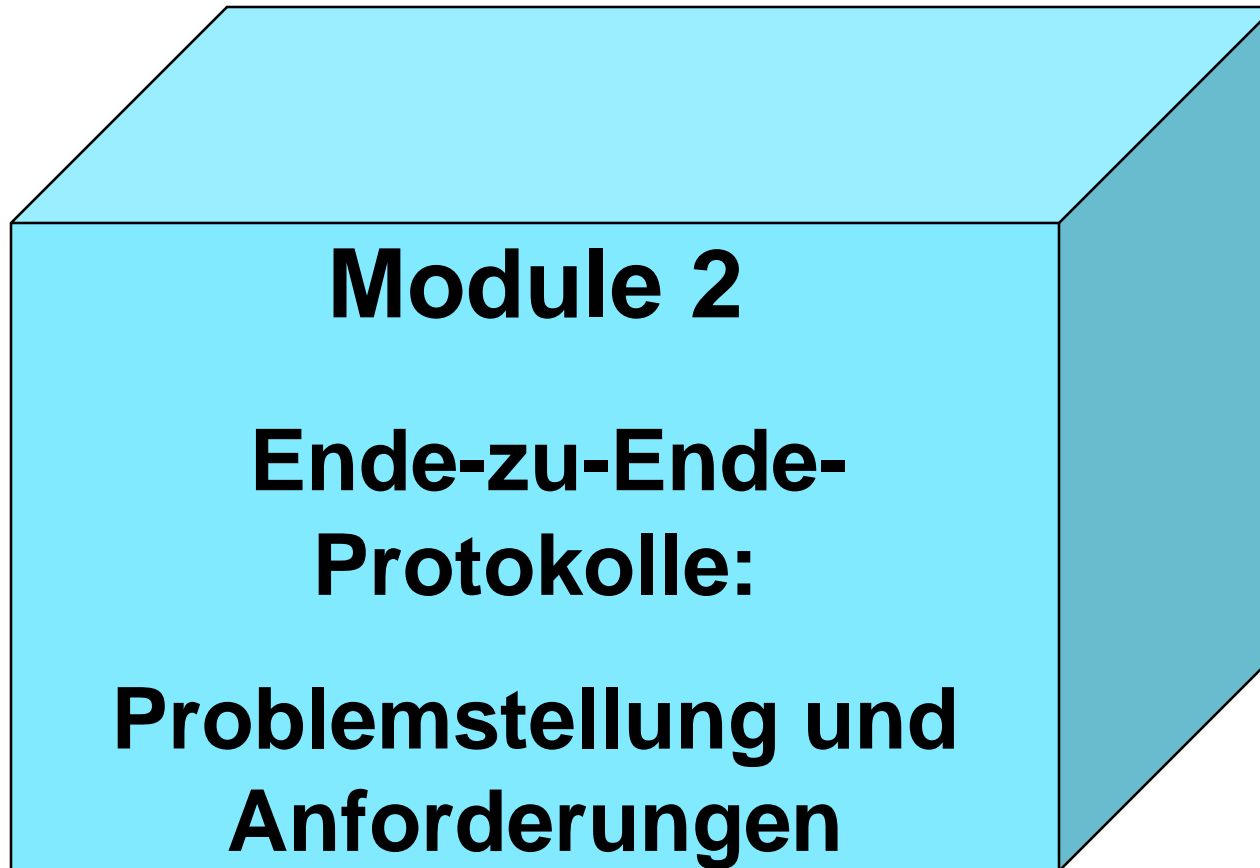 Module 2
Ende-zu-Ende-
Protokolle:
Problemstellung und
Anforderungen